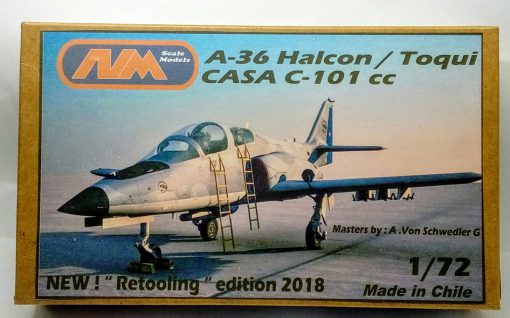 NM
Scale
Models
A-36 Halcon / Toqui
CASA C-101 cc
Masters by : A .Von Schwedler G
1/72
NEW ! " Retooling " edition 2018
Made in Chile